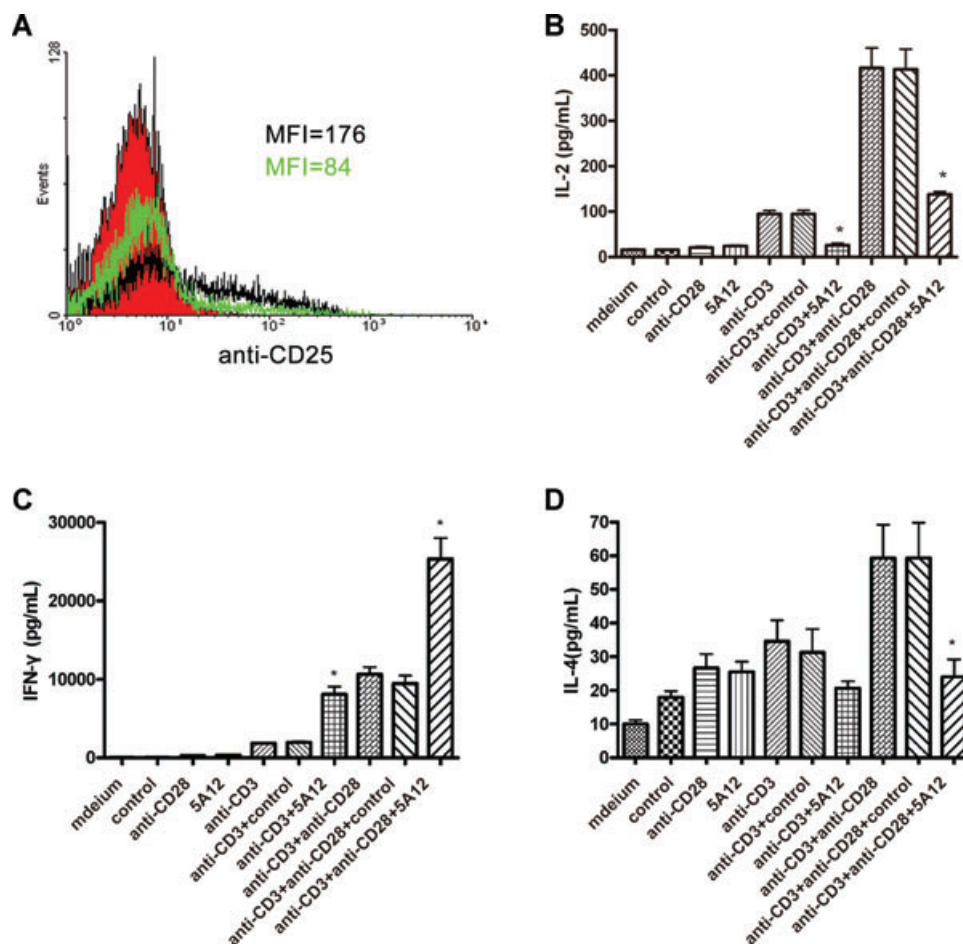 A
128
Events
0
MFI=176
MFI=84
10⁰
10¹
10²
10³
10⁴
anti-CD25
B
500
400
300
200
100
0
IL-2 (pg/mL)
*
*
mdeium
control
anti-CD28
5A12
anti-CD3
anti-CD3+control
anti-CD3+5A12
anti-CD3+anti-CD28
anti-CD3+anti-CD28+control
anti-CD3+anti-CD28+5A12
C
30000
20000
10000
0
IFN-γ (pg/mL)
*
*
mdeium
control
anti-CD28
5A12
anti-CD3
anti-CD3+control
anti-CD3+5A12
anti-CD3+anti-CD28
anti-CD3+anti-CD28+control
anti-CD3+anti-CD28+5A12
D
70
60
50
40
30
20
10
0
IL-4(pg/mL)
*
mdeium
control
anti-CD28
5A12
anti-CD3
anti-CD3+control
anti-CD3+5A12
anti-CD3+anti-CD28
anti-CD3+anti-CD28+control
anti-CD3+anti-CD28+5A12